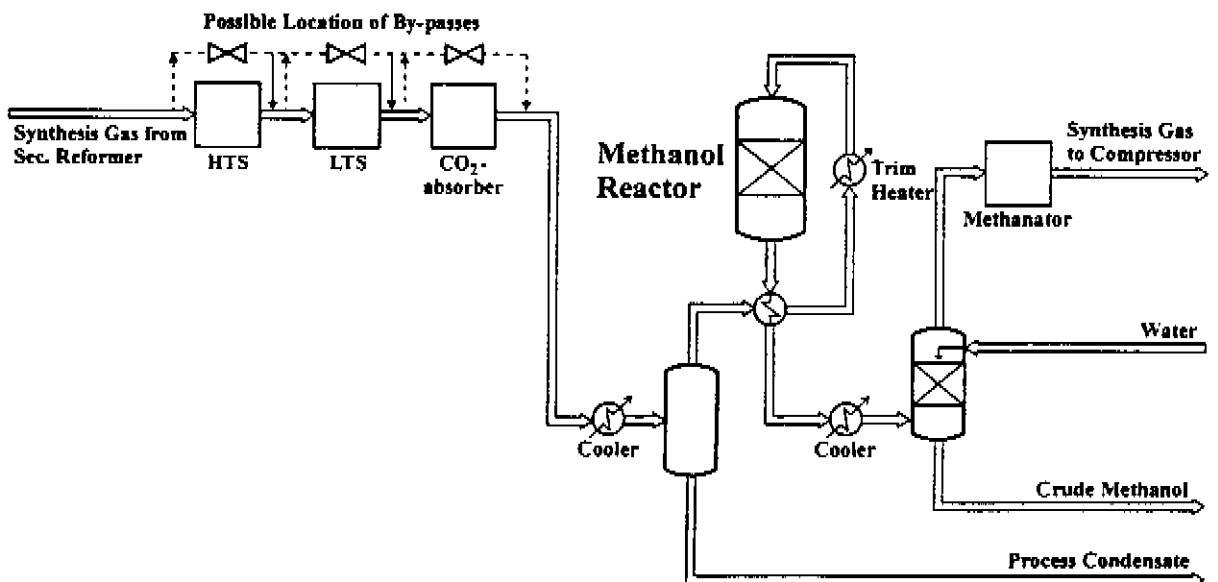 Possible Location of By-passes
Synthesis Gas from
Sec. Reformer
HTS
LTS
CO₂-
absorber
Methanol
Reactor
Trim
Heater
Synthesis Gas
to Compressor
Methanator
Water
Cooler
Cooler
Crude Methanol
Process Condensate